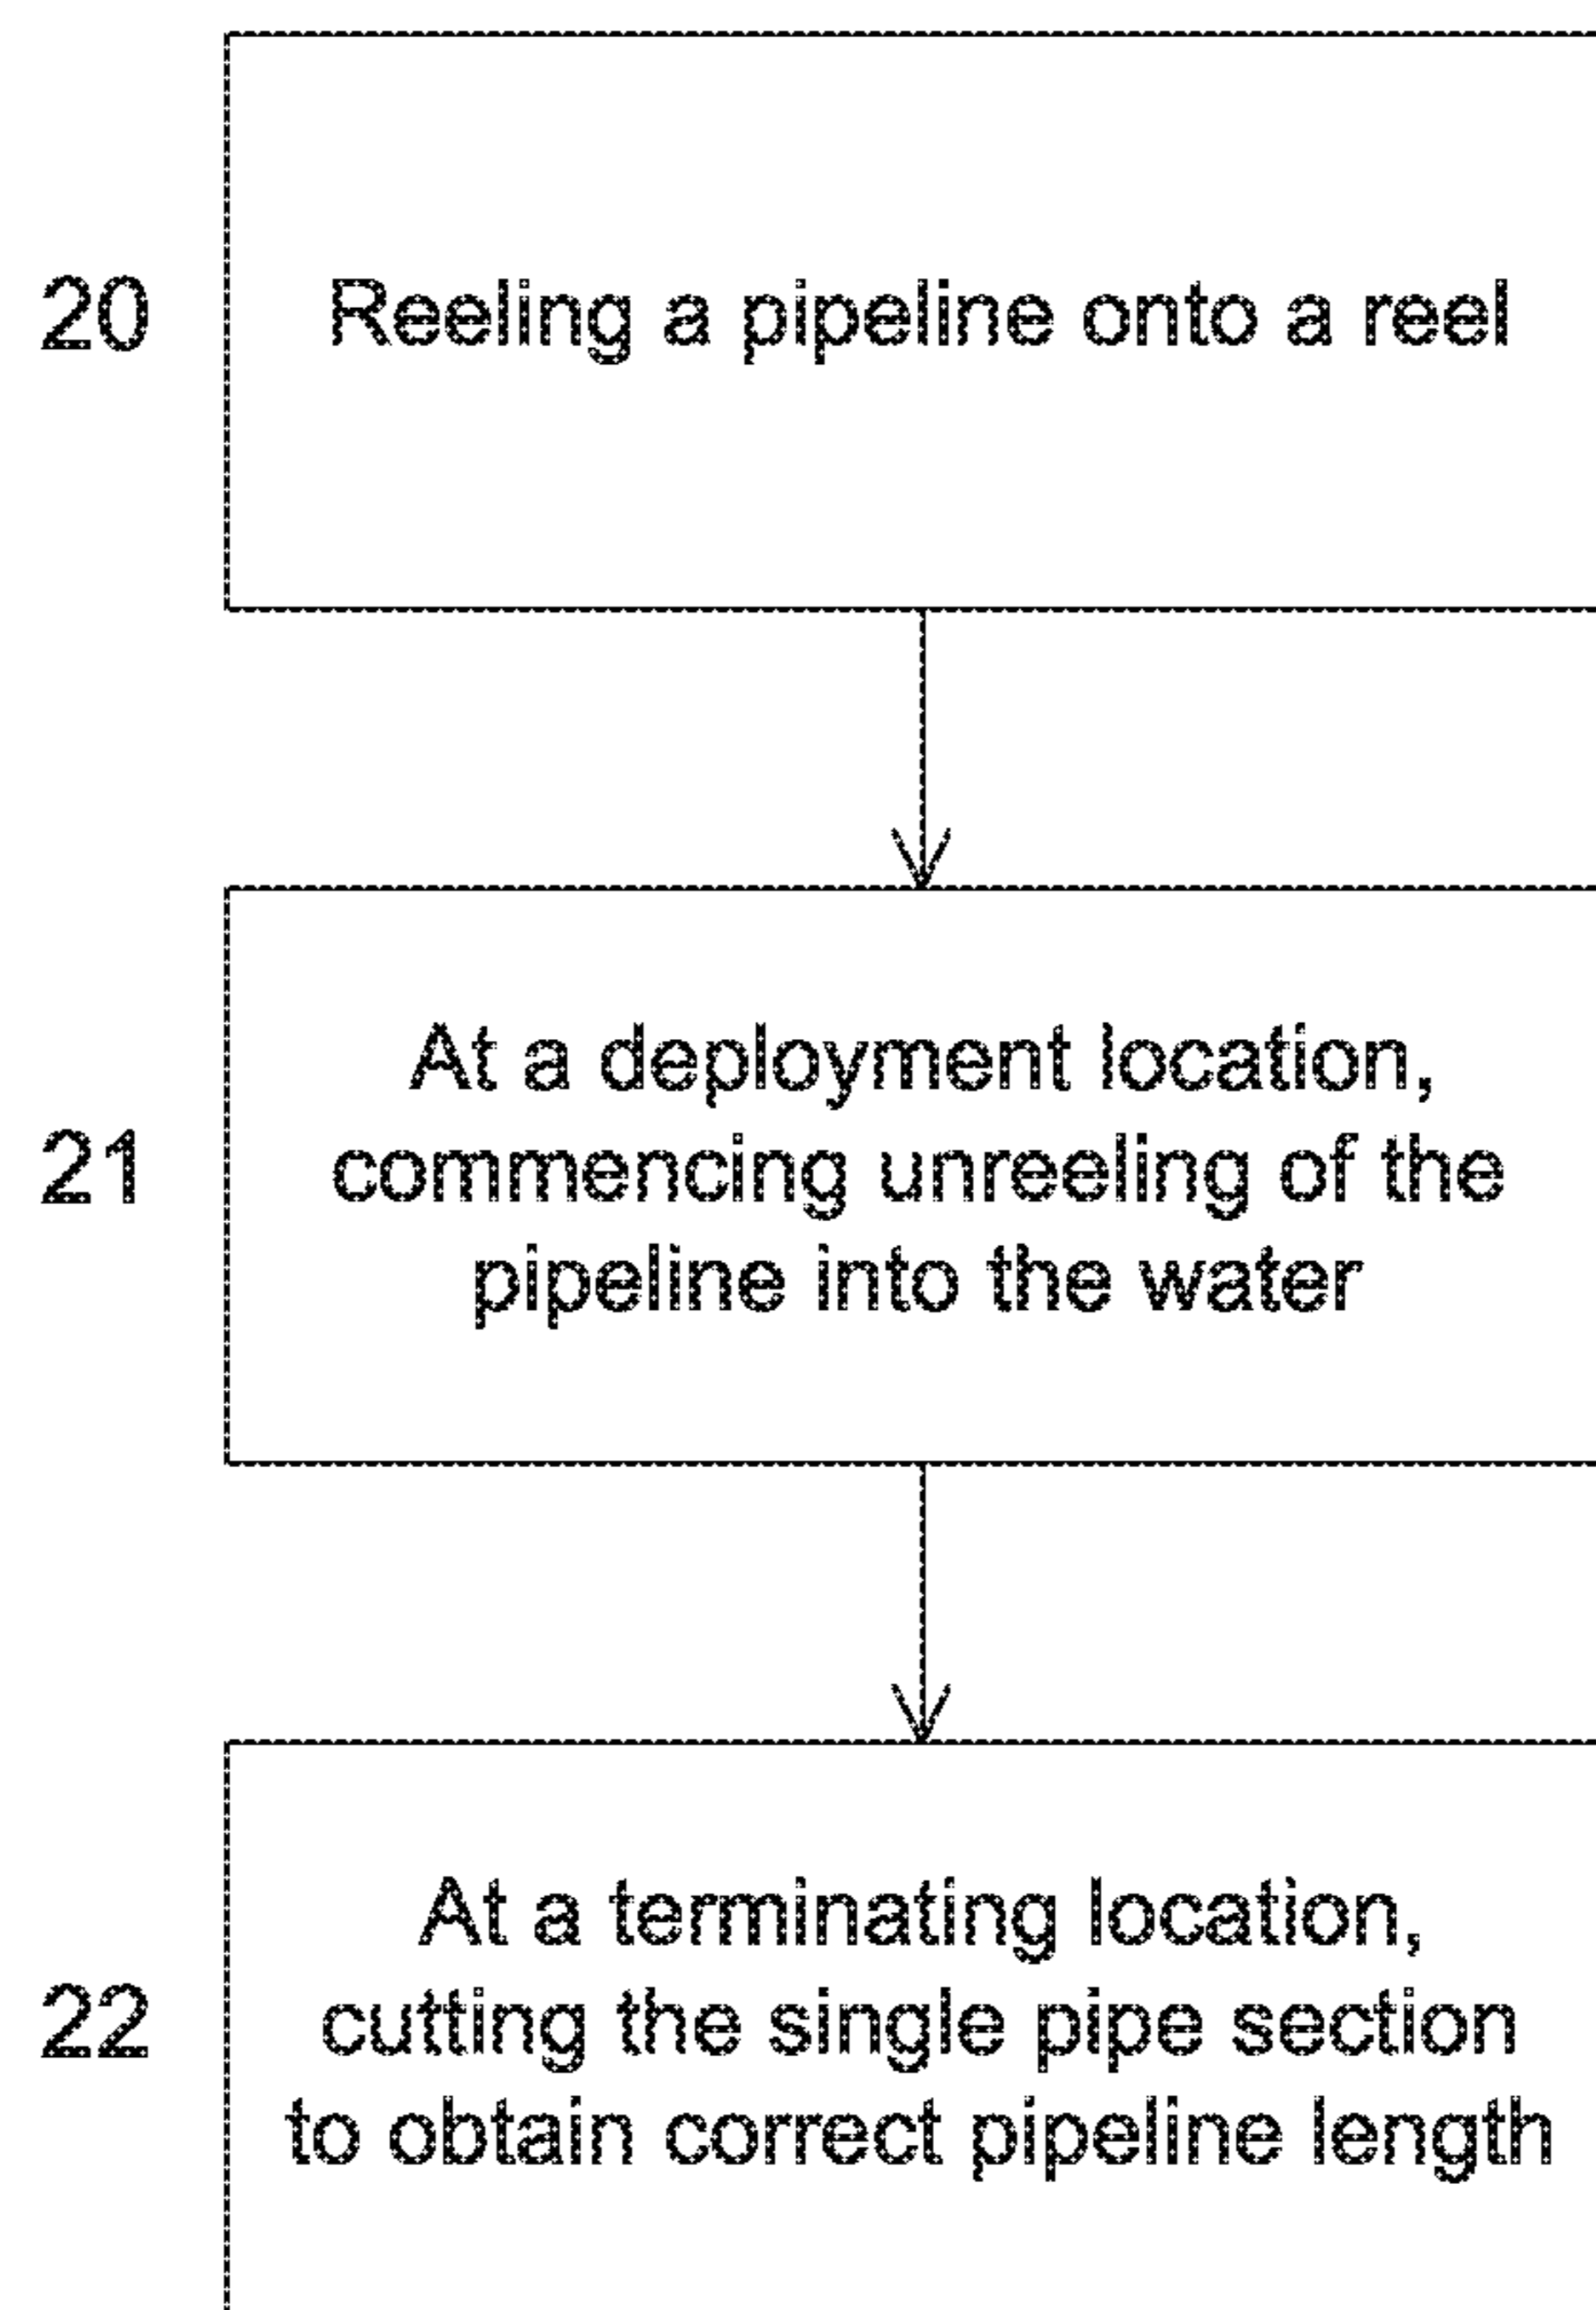 20
Reeling a pipeline onto a reel
21
At a deployment location,
commencing unreeling of the
pipeline into the water
22
At a terminating location,
cutting the single pipe section
to obtain correct pipeline length